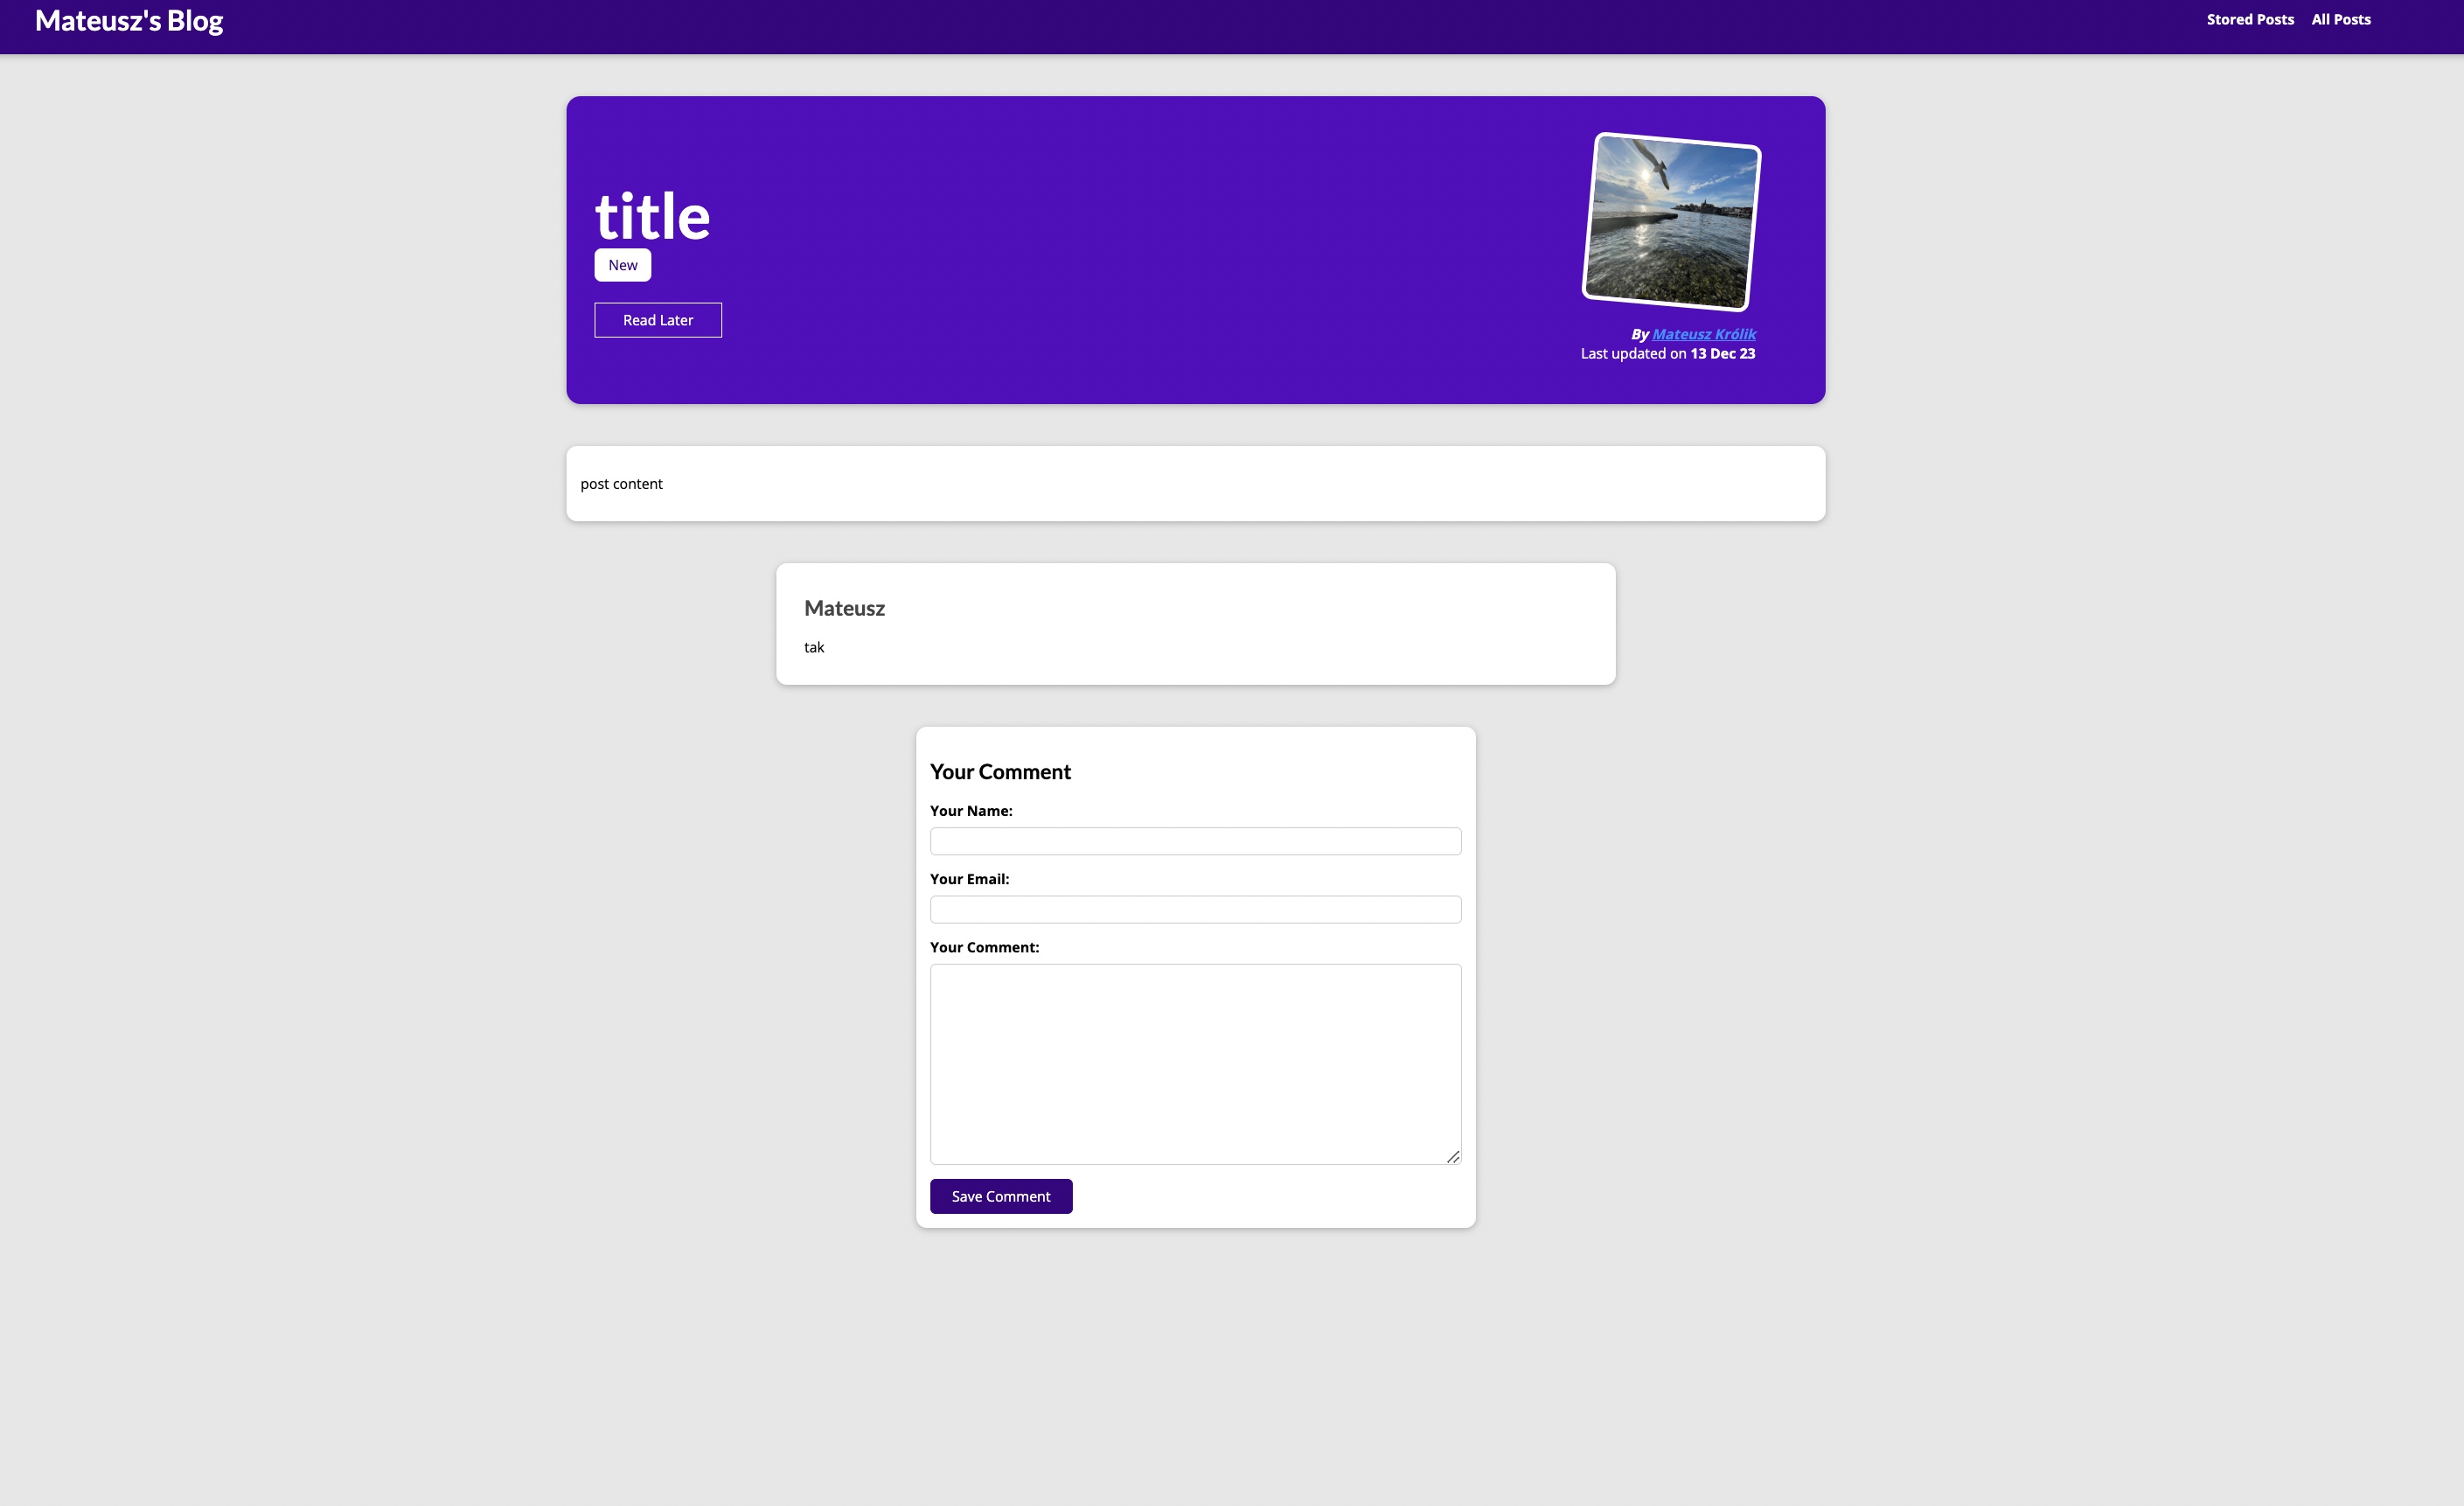 Mateusz's Blog
Stored Posts All Posts
title
New
Read Later
By Mateusz Królik
Last updated on 13 Dec 23
post content
Mateusz
tak
Your Comment
Your Name:
Your Email:
Your Comment:
Save Comment